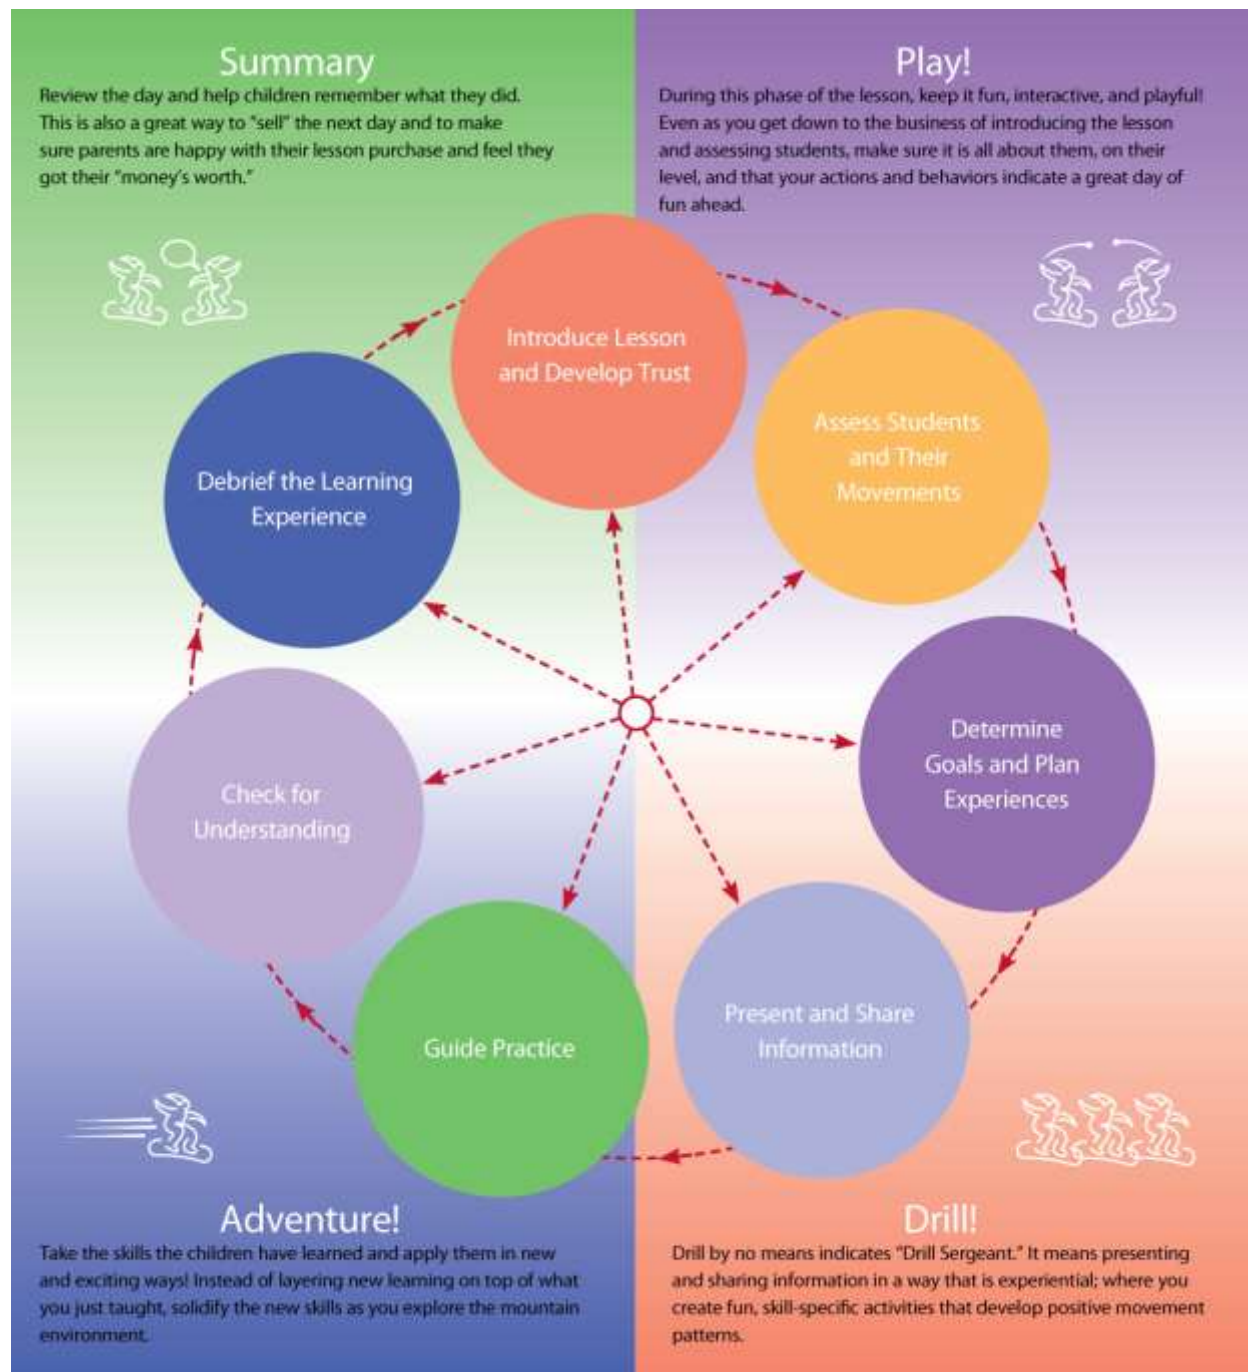 Summary
Review the day and help children remember what they did.
This is also a great way to “sell” the next day and to make
sure parents are happy with their lesson purchase and feel they
got their “money’s worth.”
Play!
During this phase of the lesson, keep it fun, interactive, and playful!
Even as you get down to the business of introducing the lesson
and assessing students, make sure it is all about them, on their
level, and that your actions and behaviors indicate a great day of
fun ahead.
Introduce Lesson
and Develop Trust
Assess Students
and Their
Movements
Debrief the Learning
Experience
Determine
Goals and Plan
Experiences
Check for
Understanding
Present and Share
Information
Guide Practice
Adventure!
Take the skills the children have learned and apply them in new
and exciting ways! Instead of layering new learning on top of what
you just taught, solidify the new skills as you explore the mountain
environment.
Drill!
Drill by no means indicates “Drill Sergeant.” It means presenting
and sharing information in a way that is experiential; where you
create fun, skill-specific activities that develop positive movement
patterns.